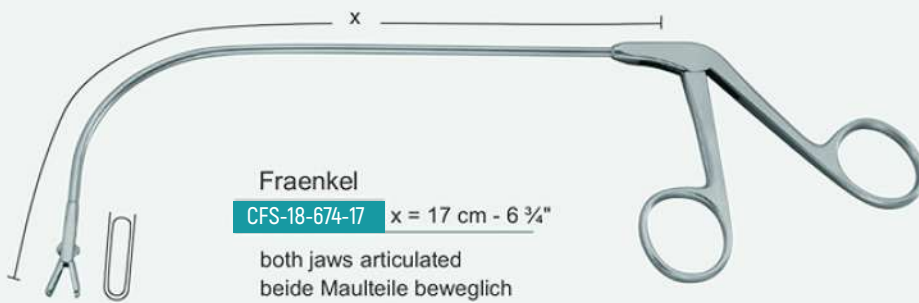 x
Fraenkel
CFS-18-674-17 x = 17 cm - 6 ¾"
both jaws articulated
beide Maulteile beweglich